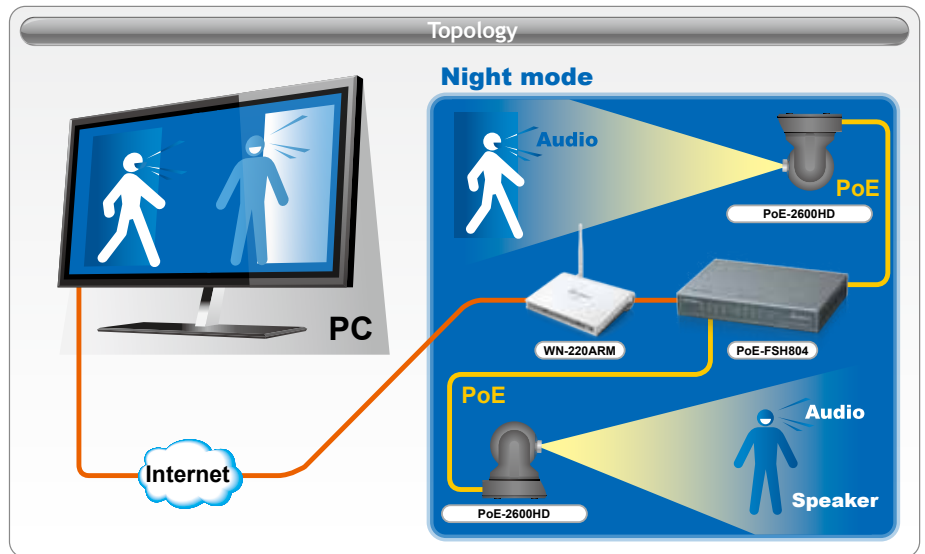 Topology
Night mode
Audio
PoE
PoE-2600HD
PC
WN-220ARM
PoE-FSH804
PoE
Audio
Internet
Speaker
PoE-2600HD